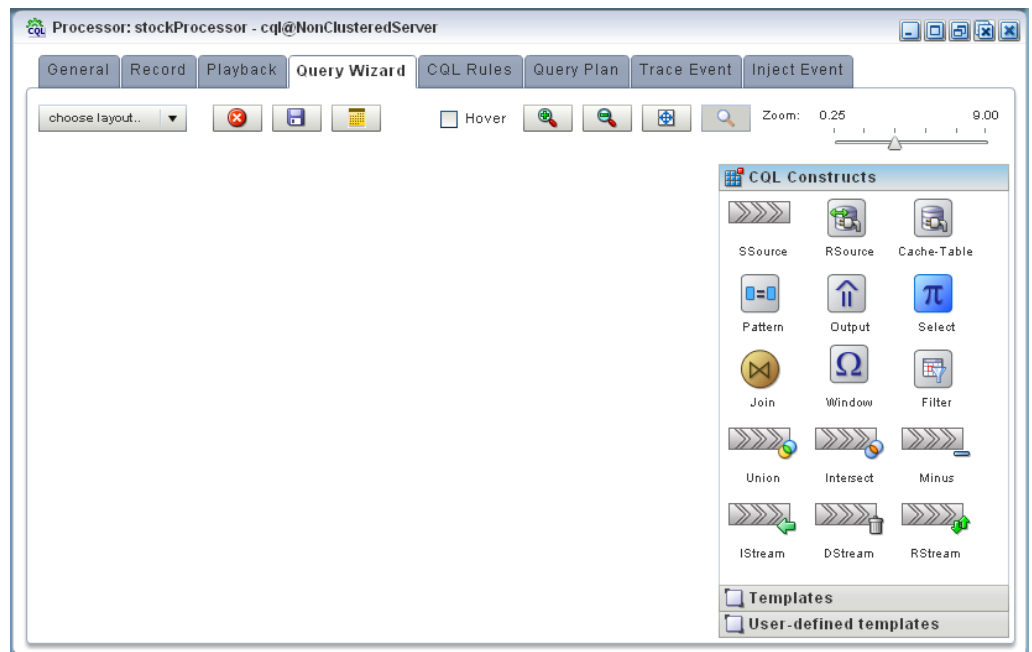 CQL Processor: stockProcessor - cql@NonClusteredServer
General Record Playback Query Wizard CQL Rules Query Plan Trace Event Inject Event
choose layout.. Hover Zoom: 0.25 9.00
CQL Constructs
SSource RSource Cache-Table
Pattern Output Select
Join Window Filter
Union Intersect Minus
IStream DStream RStream
Templates
User-defined templates